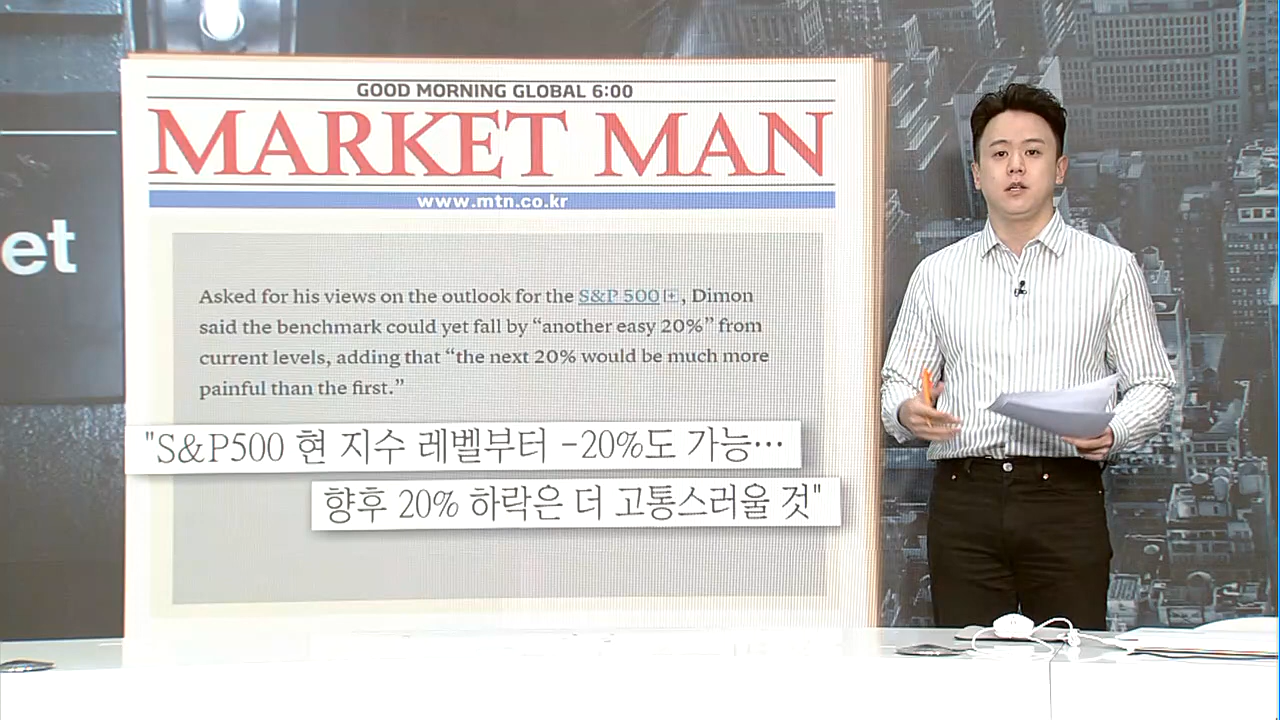 GOOD MORNING GLOBAL 6:00
MARKET MAN
www.mtn.co.kr
et
Asked for his views on the outlook for the S&P 500[+], Dimon
said the benchmark could yet fall by “another easy 20%” from
current levels, adding that “the next 20% would be much more
painful than the first.”
"S&P500 현 지수 레벨부터 -20%도 가능…
향후 20% 하락은 더 고통스러울 것"